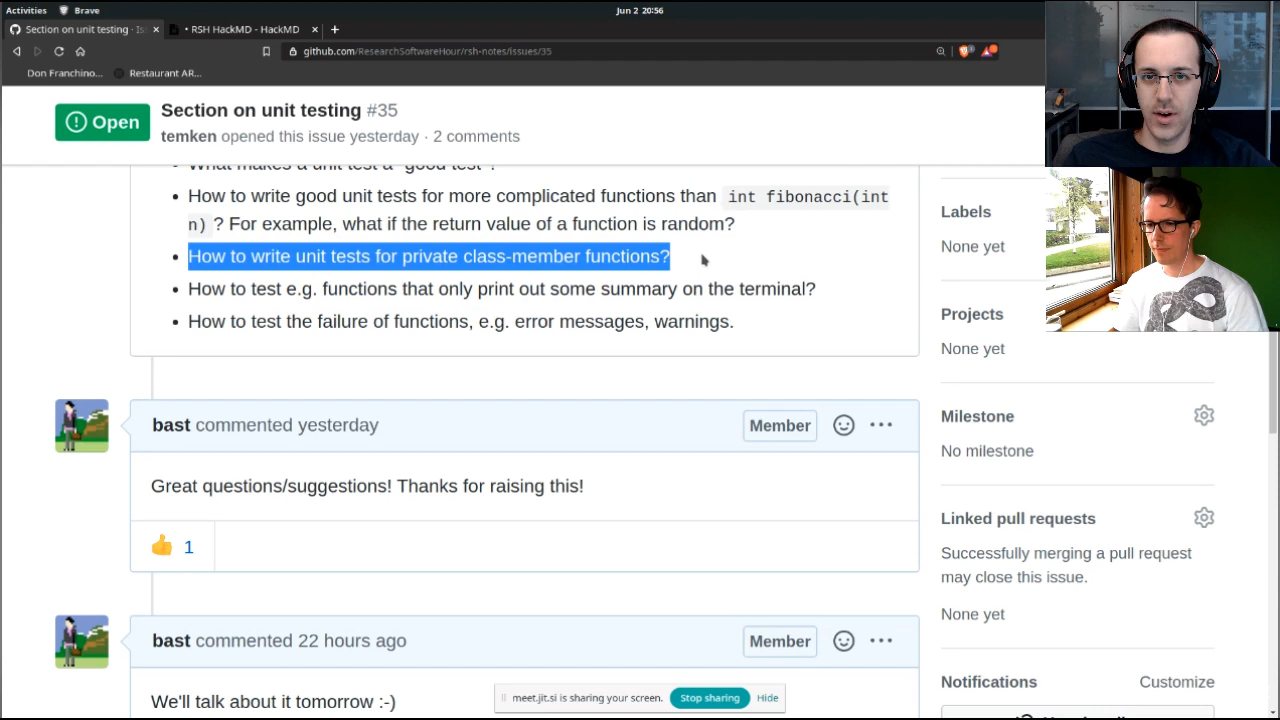 Activities Brave Jun 2 20:56
Section on unit testing · Is × • RSH HackMD - HackMD × +
github.com/ResearchSoftwareHour/rsh-notes/issues/35
Don Franchino... Restaurant AR...
Open Section on unit testing #35
temken opened this issue yesterday · 2 comments
• What makes a unit test a "good test"?
• How to write good unit tests for more complicated functions than int fibonacci(int
n) ? For example, what if the return value of a function is random?
• How to write unit tests for private class-member functions?
• How to test e.g. functions that only print out some summary on the terminal?
• How to test the failure of functions, e.g. error messages, warnings.
bast commented yesterday Member ...
Great questions/suggestions! Thanks for raising this!
👍 1
bast commented 22 hours ago Member ...
We'll talk about it tomorrow :-)
Labels
None yet
Projects
None yet
Milestone
No milestone
Linked pull requests
Successfully merging a pull request
may close this issue.
None yet
Notifications Customize
meet.jit.si is sharing your screen. Stop sharing Hide